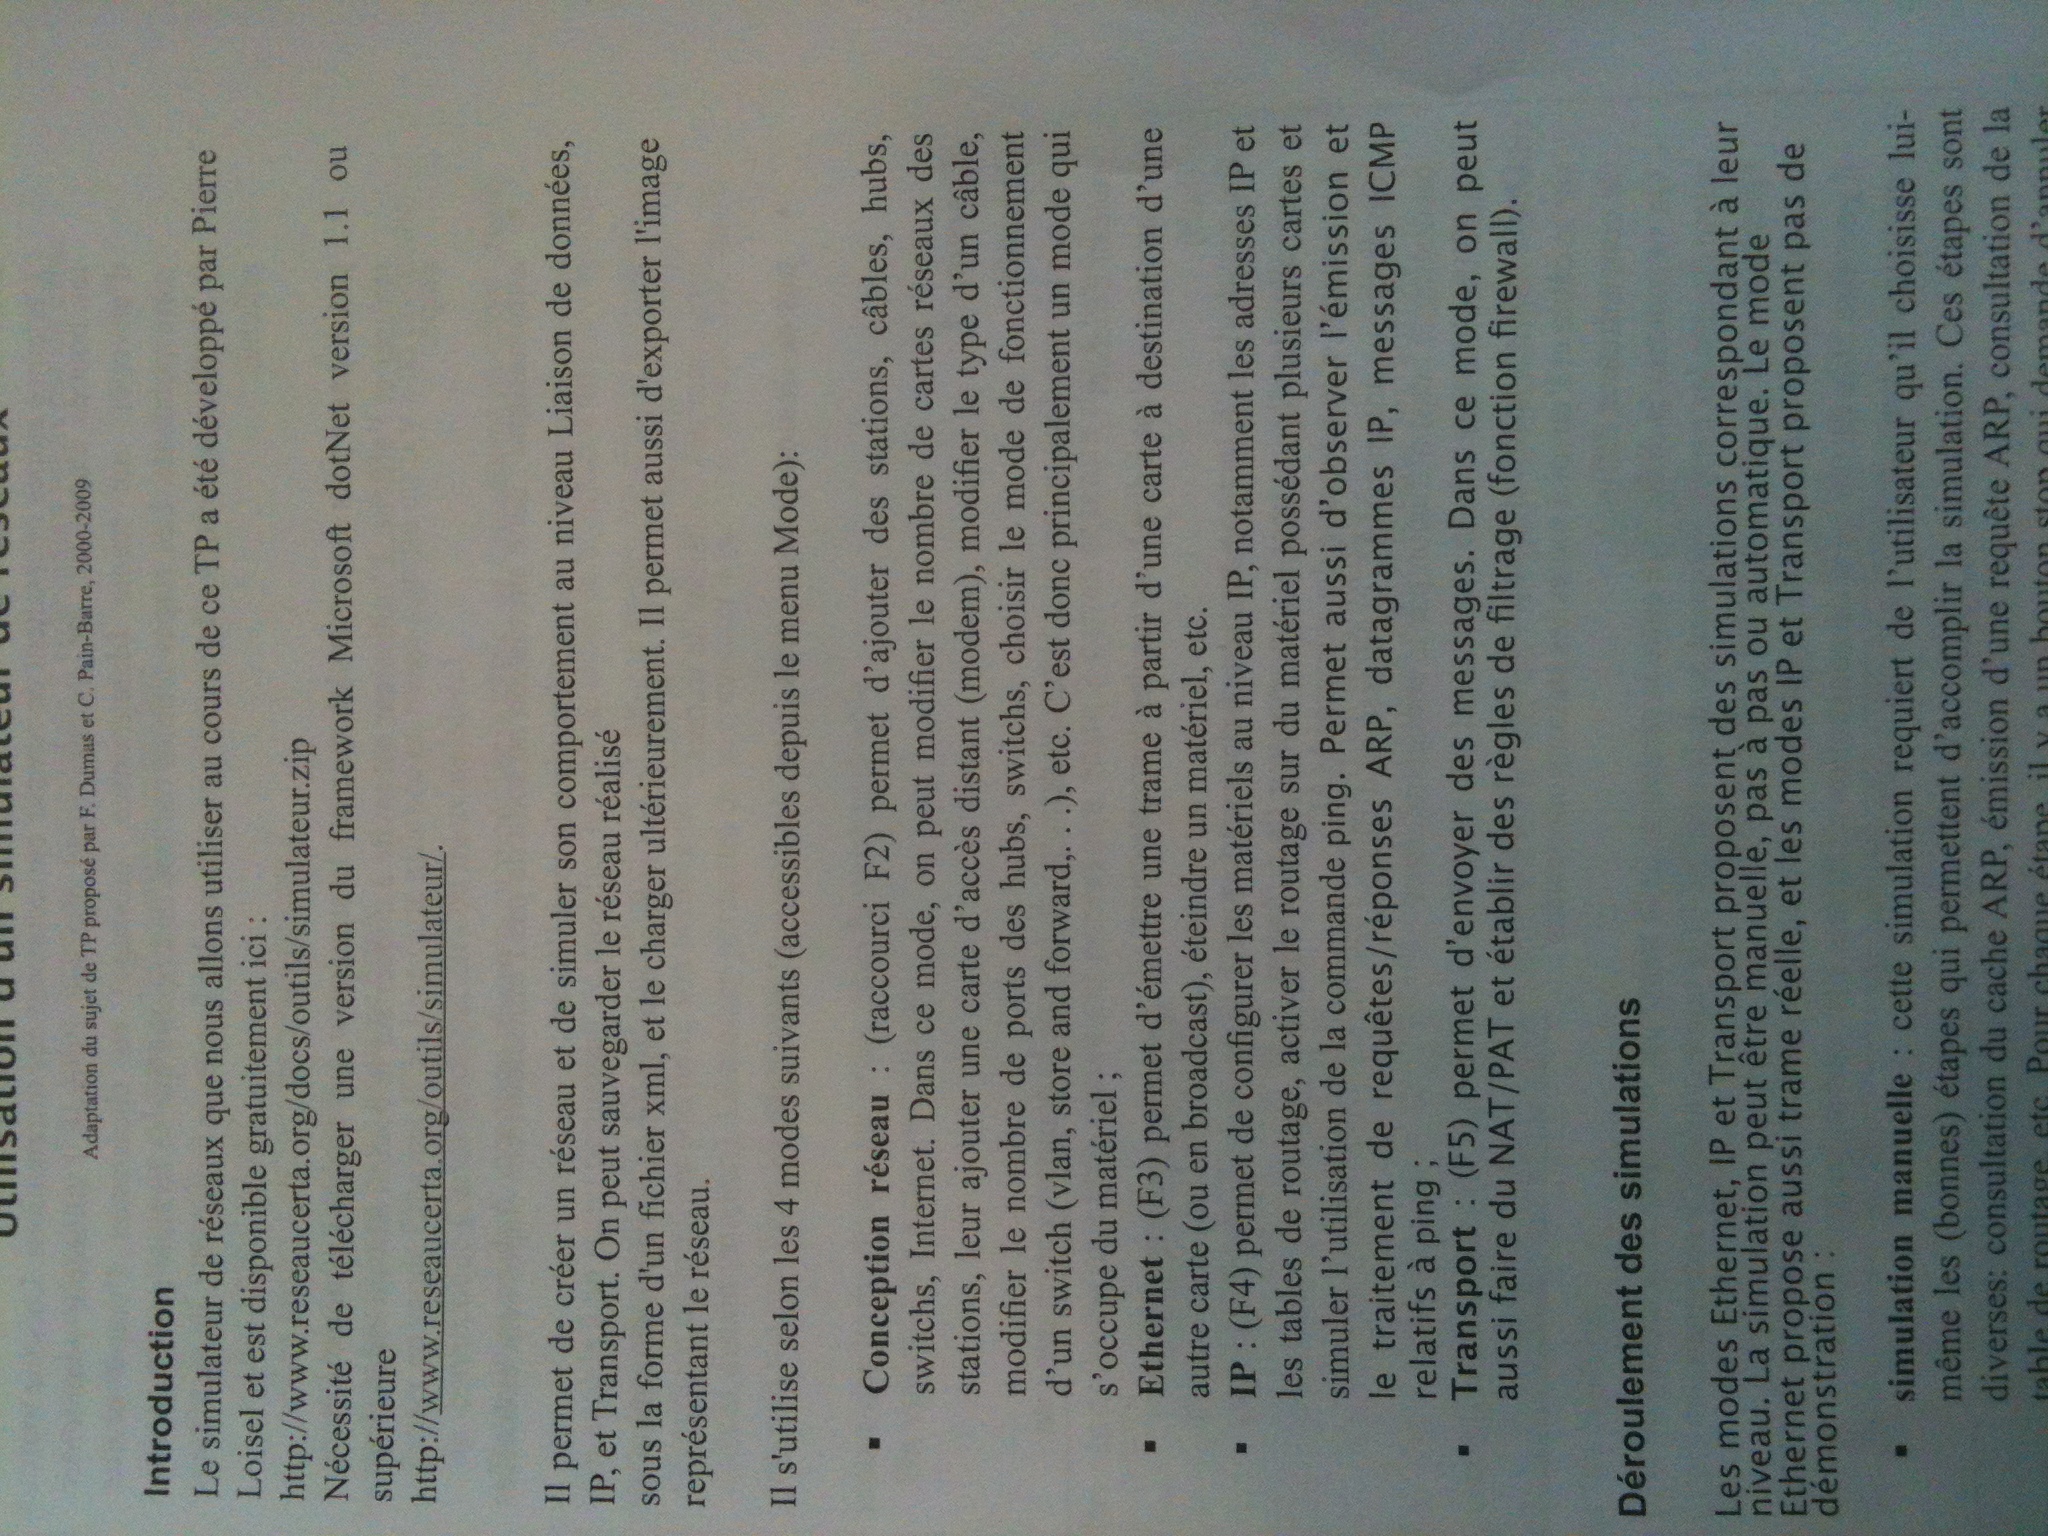 Utilisation d'un simulateur de réseaux
Adaptation du sujet de TP proposé par F. Dumas et C. Pain-Barre, 2000-2009
Introduction
Le simulateur de réseaux que nous allons utiliser au cours de ce TP a été développé par Pierre
Loisel et est disponible gratuitement ici :
http://www.reseaucerta.org/docs/outils/simulateur.zip
Nécessité de télécharger une version du framework Microsoft dotNet version 1.1 ou
supérieure
http://www.reseaucerta.org/outils/simulateur/.
Il permet de créer un réseau et de simuler son comportement au niveau Liaison de données,
IP, et Transport. On peut sauvegarder le réseau réalisé
sous la forme d'un fichier xml, et le charger ultérieurement. Il permet aussi d'exporter l'image
représentant le réseau.
Il s'utilise selon les 4 modes suivants (accessibles depuis le menu Mode):
▪ Conception réseau : (raccourci F2) permet d’ajouter des stations, câbles, hubs,
switchs, Internet. Dans ce mode, on peut modifier le nombre de cartes réseaux des
stations, leur ajouter une carte d’accès distant (modem), modifier le type d’un câble,
modifier le nombre de ports des hubs, switchs, choisir le mode de fonctionnement
d’un switch (vlan, store and forward,. . .), etc. C’est donc principalement un mode qui
s’occupe du matériel ;
▪ Ethernet : (F3) permet d’émettre une trame à partir d’une carte à destination d’une
autre carte (ou en broadcast), éteindre un matériel, etc.
▪ IP : (F4) permet de configurer les matériels au niveau IP, notamment les adresses IP et
les tables de routage, activer le routage sur du matériel possédant plusieurs cartes et
simuler l’utilisation de la commande ping. Permet aussi d’observer l’émission et
le traitement de requêtes/réponses ARP, datagrammes IP, messages ICMP
relatifs à ping ;
▪ Transport : (F5) permet d’envoyer des messages. Dans ce mode, on peut
aussi faire du NAT/PAT et établir des règles de filtrage (fonction firewall).
Déroulement des simulations
Les modes Ethernet, IP et Transport proposent des simulations correspondant à leur
niveau. La simulation peut être manuelle, pas à pas ou automatique. Le mode
Ethernet propose aussi trame réelle, et les modes IP et Transport proposent pas de
démonstration :
▪ simulation manuelle : cette simulation requiert de l’utilisateur qu’il choisisse lui-
même les (bonnes) étapes qui permettent d’accomplir la simulation. Ces étapes sont
diverses: consultation du cache ARP, émission d’une requête ARP, consultation de la
table de routage, etc. Pour chaque étape, il y a un bouton stop qui demande d’annuler